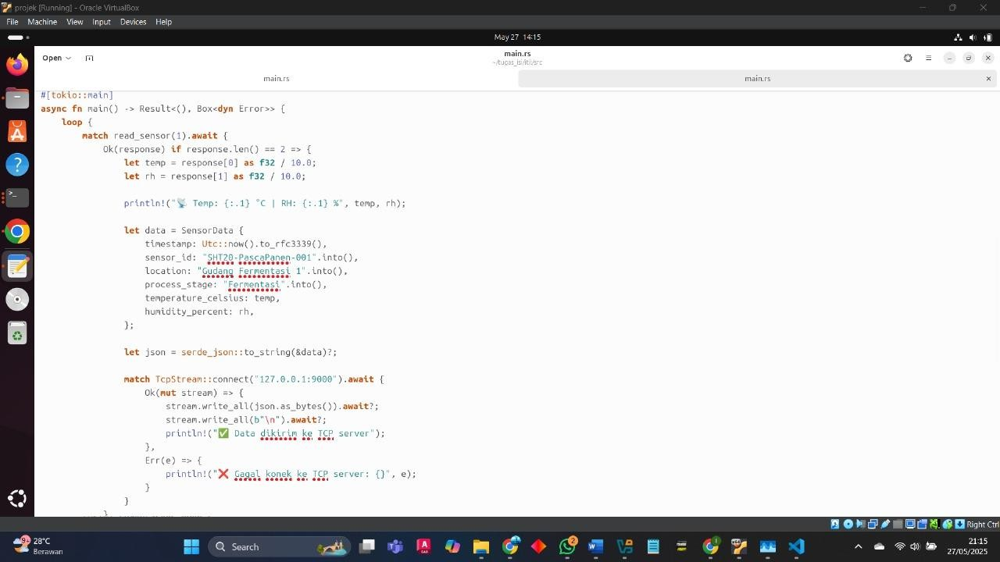 projek [Running] - Oracle VirtualBox
File Machine View Input Devices Help
May 27 14:15
Open
main.rs
~/tugas_isi/itil/src
main.rs
main.rs
#[tokio::main]
async fn main() -> Result<(), Box<dyn Error>> {
    loop {
        match read_sensor(1).await {
            Ok(response) if response.len() == 2 => {
                let temp = response[0] as f32 / 10.0;
                let rh = response[1] as f32 / 10.0;
                println!("📡 Temp: {:.1} °C | RH: {:.1} %", temp, rh);
                let data = SensorData {
                    timestamp: Utc::now().to_rfc3339(),
                    sensor_id: "SHT20-PascaPanen-001".into(),
                    location: "Gudang Fermentasi 1".into(),
                    process_stage: "Fermentasi".into(),
                    temperature_celsius: temp,
                    humidity_percent: rh,
                };
                let json = serde_json::to_string(&data)?;
                match TcpStream::connect("127.0.0.1:9000").await {
                    Ok(mut stream) => {
                        stream.write_all(json.as_bytes()).await?;
                        stream.write_all(b"\n").await?;
                        println!("✅ Data dikirim ke TCP server");
                    },
                    Err(e) => {
                        println!("❌ Gagal konek ke TCP server: {}", e);
                    }
                }
            }
Right Ctrl
9+
28°C
Berawan
Search
2
21:15
27/05/2025